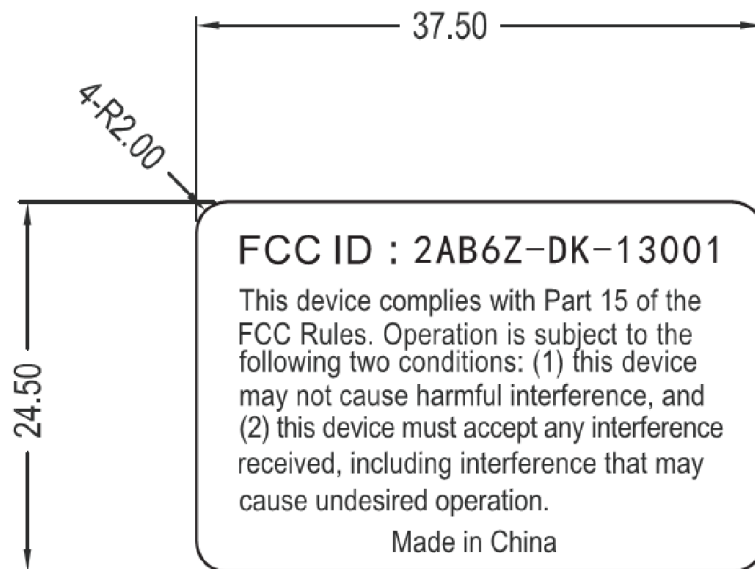 37.50
4-R2.00
24.50
FCC ID : 2AB6Z-DK-13001
This device complies with Part 15 of the
FCC Rules. Operation is subject to the
following two conditions: (1) this device
may not cause harmful interference, and
(2) this device must accept any interference
received, including interference that may
cause undesired operation.
Made in China